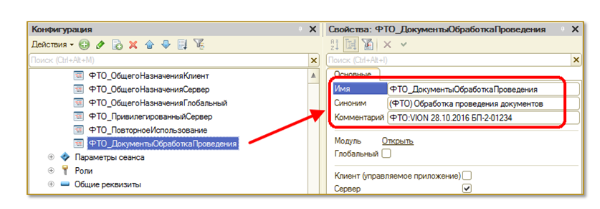 Конфигурация
Действия
Поиск (Ctrl+Alt+M)
ФТО_ОбщегоНазначенияКлиент
ФТО_ОбщегоНазначенияСервер
ФТО_ОбщегоНазначенияГлобальный
ФТО_ПривилегированныйСервер
ФТО_ПовторноеИспользование
ФТО_ДокументыОбработкаПроведения
Параметры сеанса
Роли
Общие реквизиты
Свойства: ФТО_ДокументыОбработкаПроведения
Поиск (Ctrl+Alt+I)
Основные
Имя ФТО_ДокументыОбработкаПроведения
Синоним (ФТО) Обработка проведения документов
Комментарий ФТО:VION 28.10.2016 БП-2-01234
Модуль Открыть
Глобальный
Клиент (управляемое приложение)
Сервер